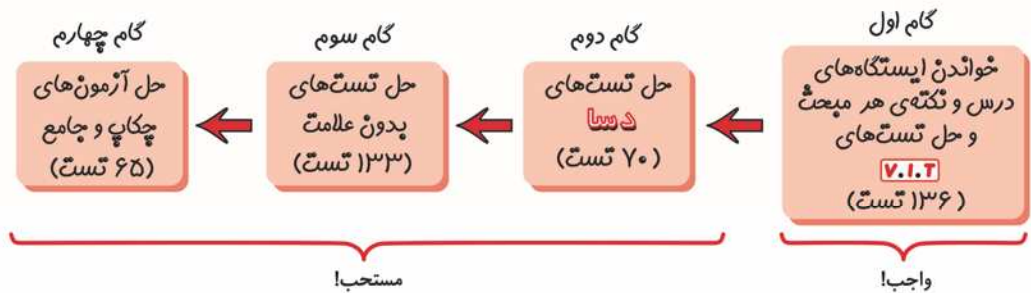 گام اول
خواندن ایستگاه‌های
درس و نکته‌ی هر مبحث
و حل تست‌های
V.I.T
(۱۳۶ تست)
گام دوم
حل تست‌های
دسا
(۷۰ تست)
گام سوم
حل تست‌های
بدون علامت
(۱۳۳ تست)
گام چهارم
حل آزمون‌های
چکاپ و جامع
(۶۵ تست)
واجب!
مستحب!